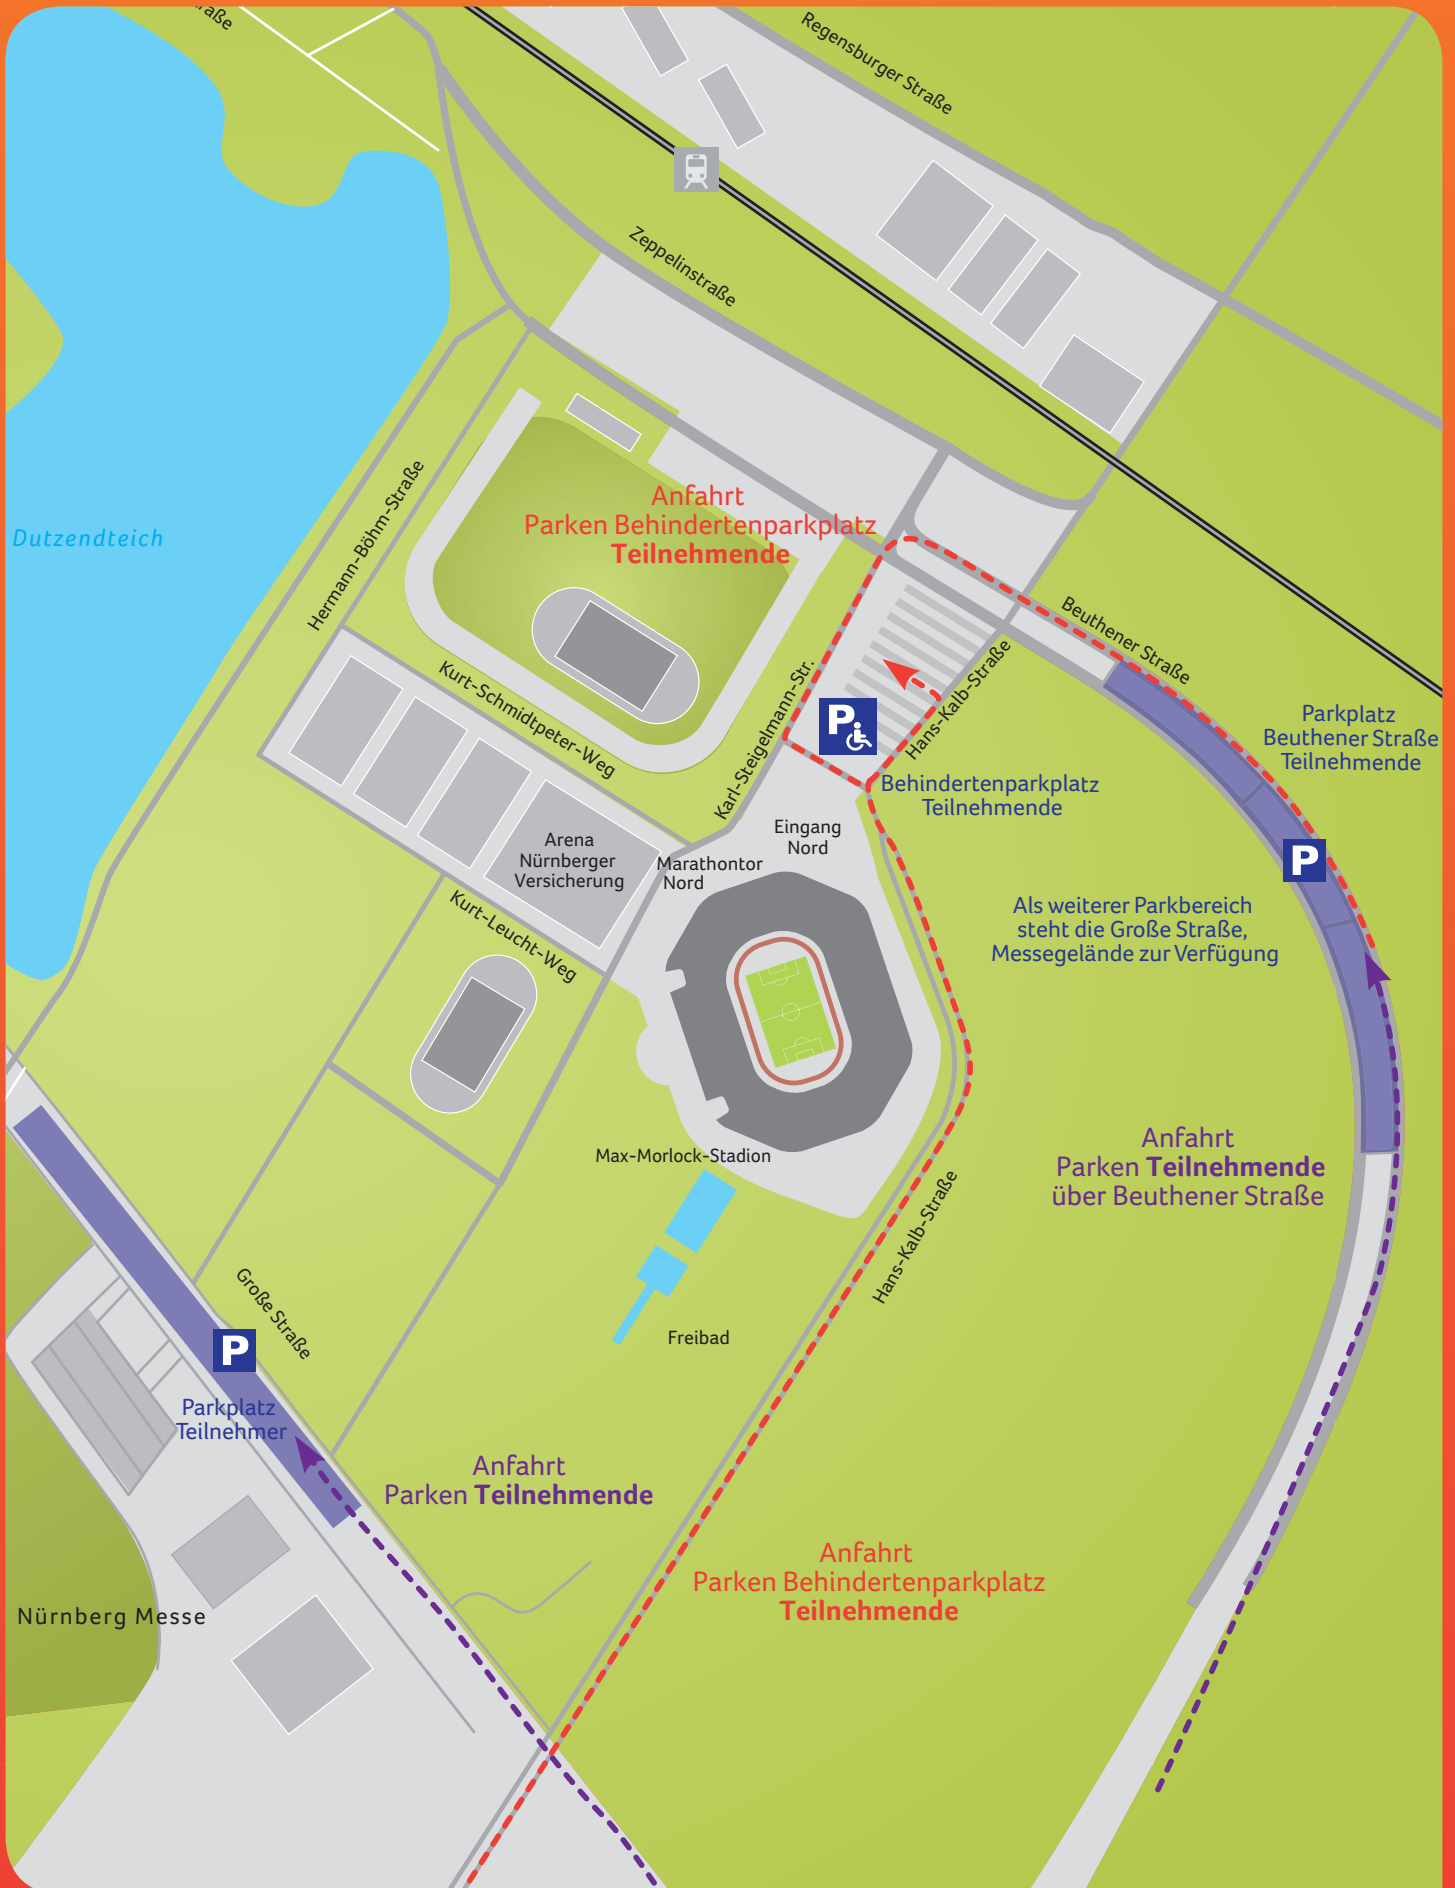 Regensburger Straße
Zeppelinstraße
Hermann-Böhm-Straße
Dutzendteich
Anfahrt
Parken Behindertenparkplatz
Teilnehmende
Beuthener Straße
Kurt-Schmidtpeter-Weg
Karl-Steigelmann-Str.
Hans-Kalb-Straße
P
Parkplatz
Beuthener Straße
Teilnehmende
Behindertenparkplatz
Teilnehmende
Eingang
Nord
Arena
Nürnberger
Versicherung
Marathontor
Nord
P
Kurt-Leucht-Weg
Als weiterer Parkbereich
steht die Große Straße,
Messegelände zur Verfügung
Max-Morlock-Stadion
Anfahrt
Parken Teilnehmende
über Beuthener Straße
Hans-Kalb-Straße
Große Straße
Freibad
P
Parkplatz
Teilnehmer
Anfahrt
Parken Teilnehmende
Anfahrt
Parken Behindertenparkplatz
Teilnehmende
Nürnberg Messe